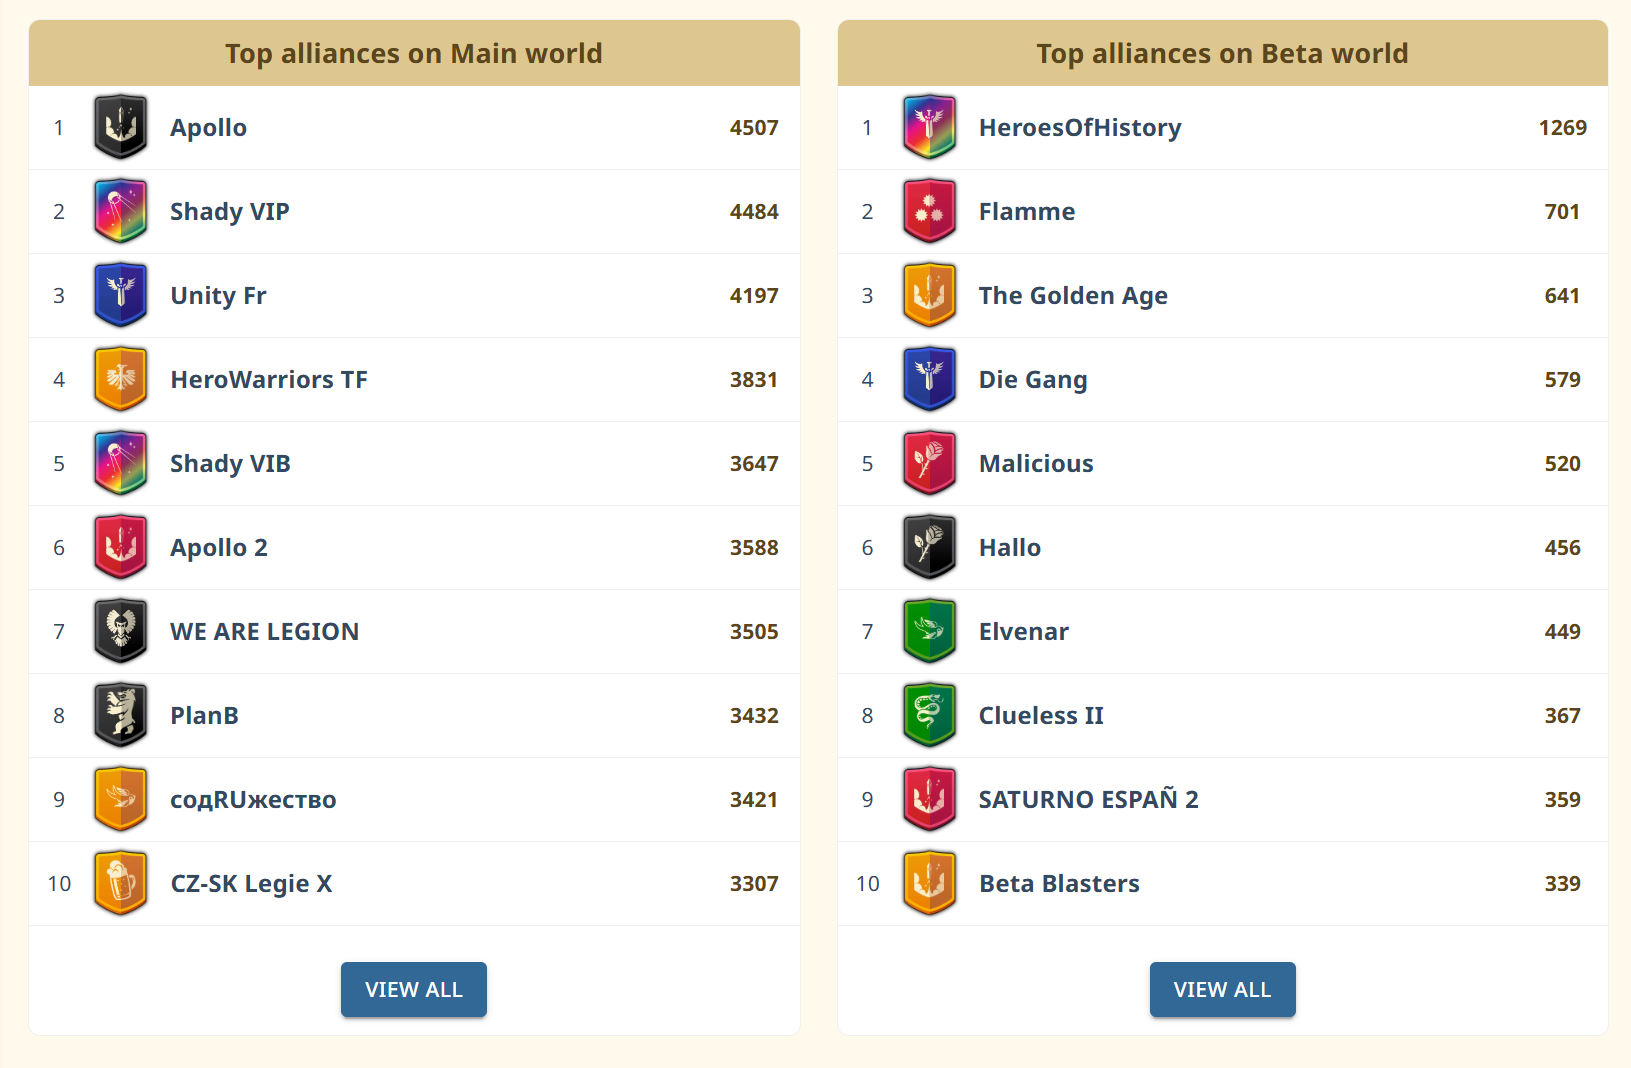 Top alliances on Main world
1 Apollo 4507
2 Shady VIP 4484
3 Unity Fr 4197
4 HeroWarriors TF 3831
5 Shady VIB 3647
6 Apollo 2 3588
7 WE ARE LEGION 3505
8 PlanB 3432
9 содRUжество 3421
10 CZ-SK Legie X 3307
VIEW ALL
Top alliances on Beta world
1 HeroesOfHistory 1269
2 Flamme 701
3 The Golden Age 641
4 Die Gang 579
5 Malicious 520
6 Hallo 456
7 Elvenar 449
8 Clueless II 367
9 SATURNO ESPAÑ 2 359
10 Beta Blasters 339
VIEW ALL